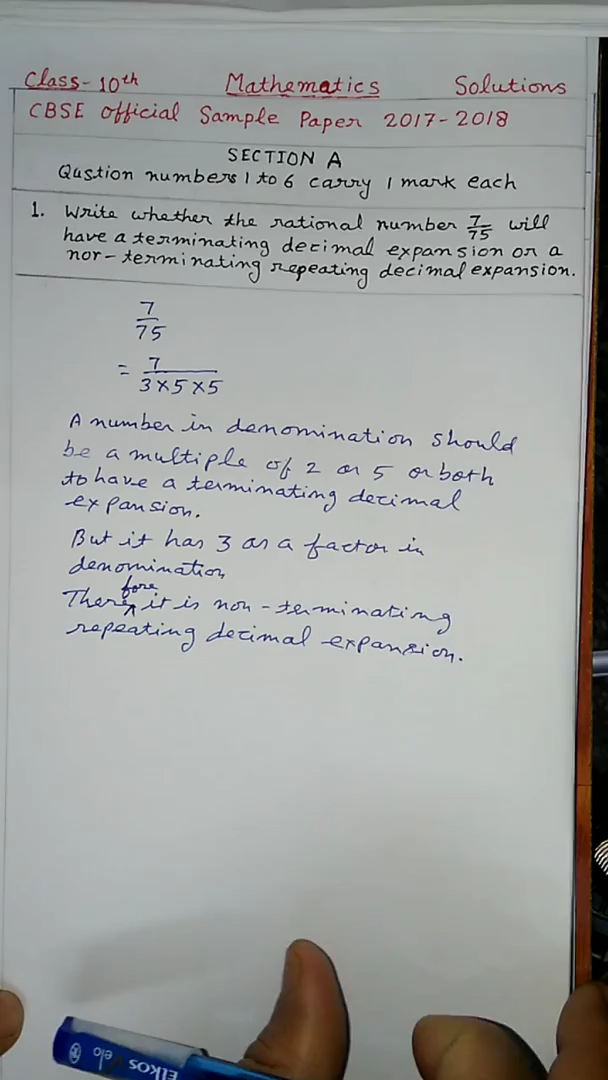 Class-10th Mathematics Solutions
CBSE official Sample Paper 2017-2018
SECTION A
Qustion numbers 1 to 6 carry 1 mark each
1. Write whether the rational number 7/75 will
have a terminating decimal expansion or a
nor-terminating repeating decimal expansion.
7/75
= 7/3×5×5
A number in denomination should
be a multiple of 2 or 5 or both
to have a terminating decimal
expansion.
But it has 3 as a factor in
denomination
Therefore it is non-terminating
repeating decimal expansion.
Elkos
elo